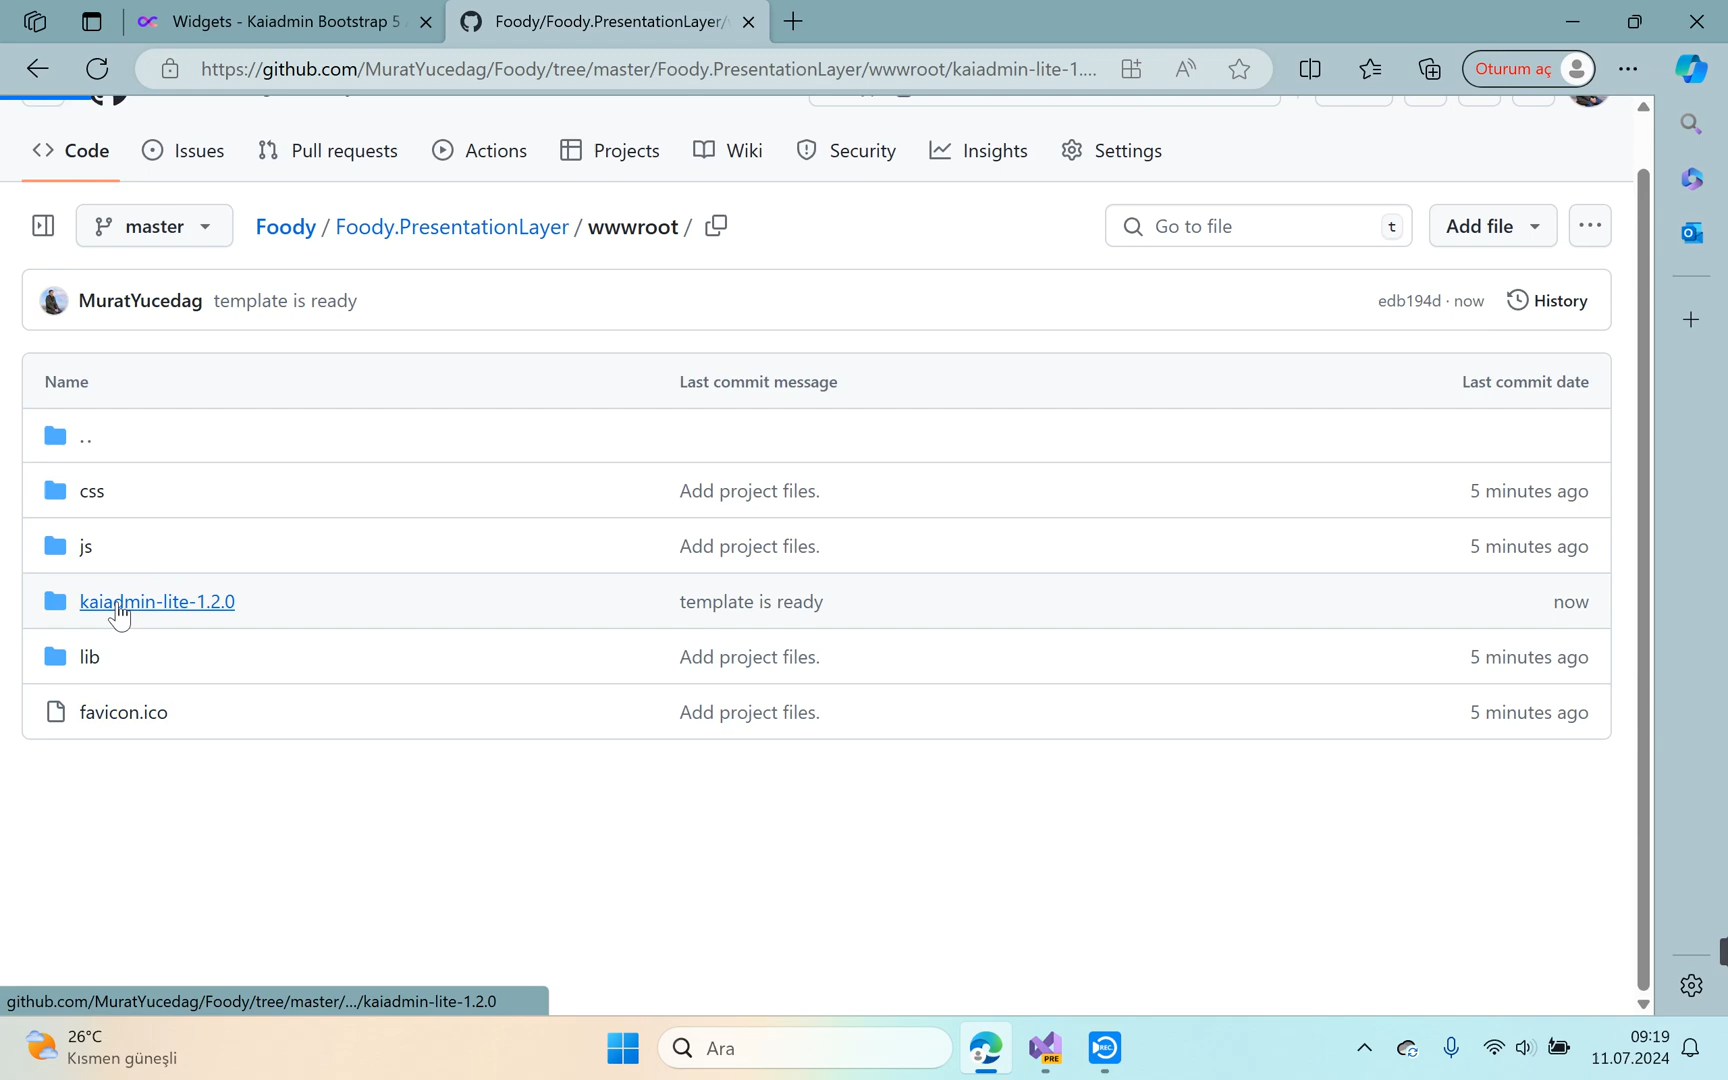 Widgets - Kaiadmin Bootstrap 5
Foody/Foody.PresentationLayer/
https://github.com/MuratYucedag/Foody/tree/master/Foody.PresentationLayer/wwwroot/kaiadmin-lite-1....
Oturum aç
Code
Issues
Pull requests
Actions
Projects
Wiki
Security
Insights
Settings
master
Foody / Foody.PresentationLayer / wwwroot /
Go to file
t
Add file
MuratYucedag template is ready
edb194d · now
History
Name Last commit message Last commit date
..
css Add project files. 5 minutes ago
js Add project files. 5 minutes ago
kaiadmin-lite-1.2.0 template is ready now
lib Add project files. 5 minutes ago
favicon.ico Add project files. 5 minutes ago
github.com/MuratYucedag/Foody/tree/master/.../kaiadmin-lite-1.2.0
26°C
Kısmen güneşli
Ara
PRE
REC
09:19
11.07.2024